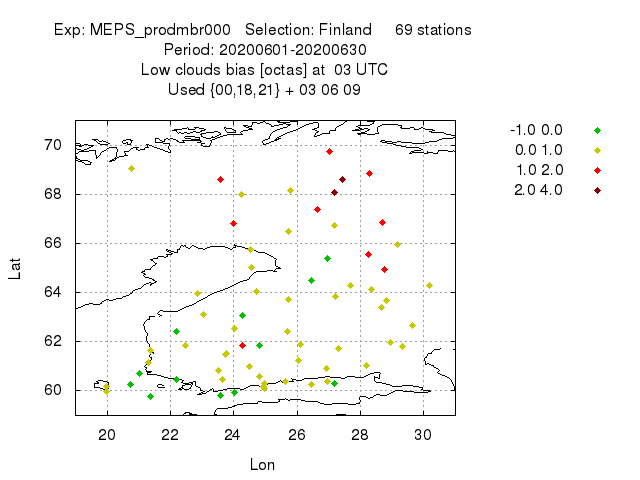 Exp: MEPS_prodmbr000   Selection: Finland     69 stations
Period: 20200601-20200630
Low clouds bias [octas] at  03 UTC
Used {00,18,21} + 03 06 09
-1.0 0.0
0.0 1.0
1.0 2.0
2.0 4.0
70
68
66
64
62
60
Lat
20 22 24 26 28 30
Lon